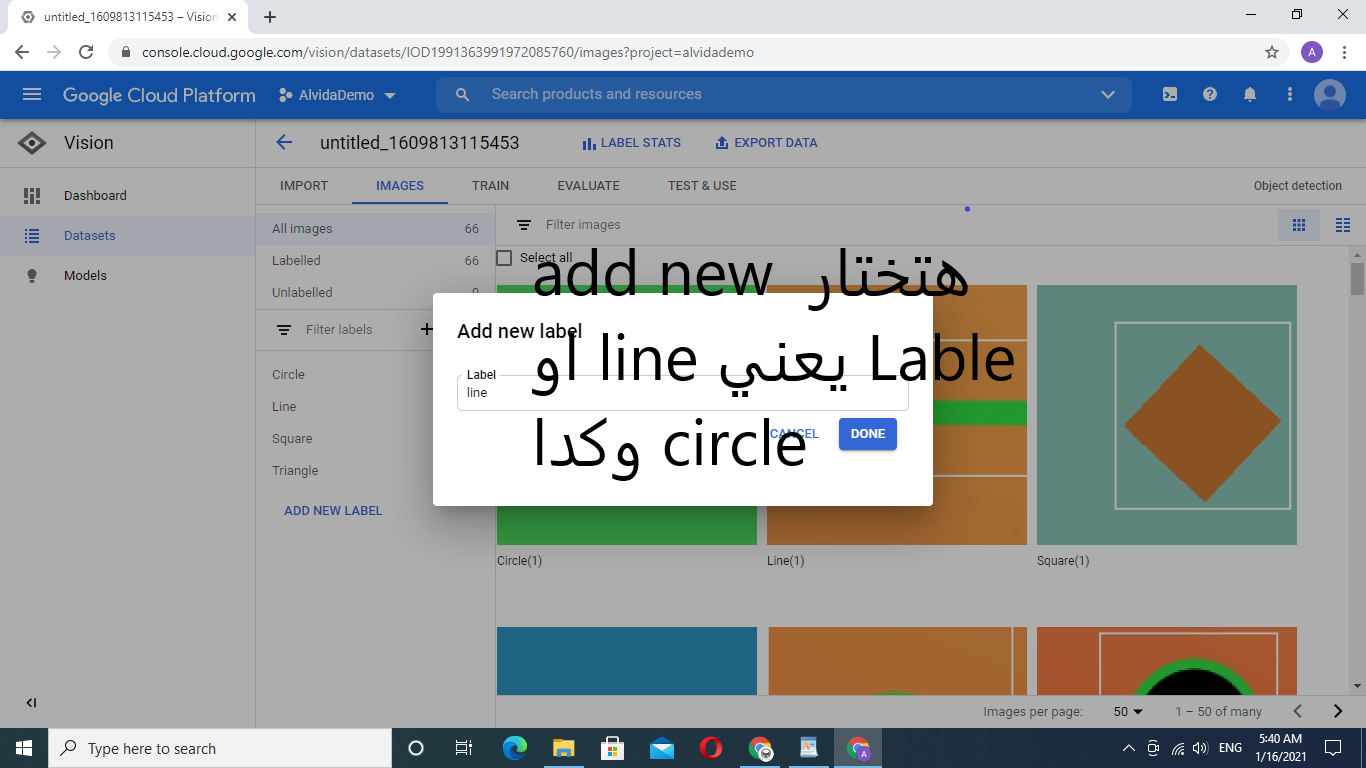 untitled_1609813115453 – Vision
console.cloud.google.com/vision/datasets/IOD1991363991972085760/images?project=alvidademo
A
Google Cloud Platform
AlvidaDemo
Search products and resources
Vision
untitled_1609813115453
LABEL STATS
EXPORT DATA
IMPORT
IMAGES
TRAIN
EVALUATE
TEST & USE
Object detection
Dashboard
Datasets
Models
All images 66
Labelled 66
Unlabelled 0
Filter labels
Circle
Line
Square
Triangle
ADD NEW LABEL
Filter images
Select all
هتختار add new
Lable يعني line او
circle وكدا
Add new label
Label
line
CANCEL
DONE
Circle(1)
Line(1)
Square(1)
Images per page: 50
1 – 50 of many
Type here to search
A
ENG
5:40 AM
1/16/2021